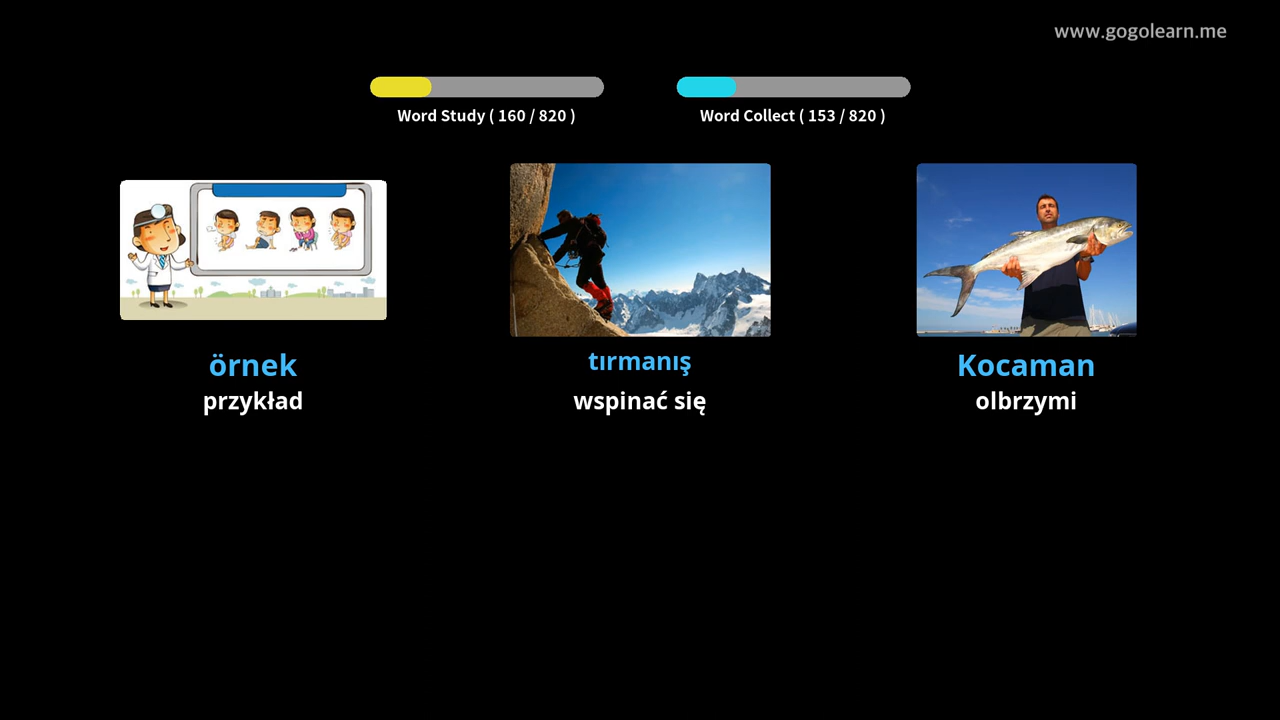 www.gogolearn.me
Word Study ( 160 / 820 )
Word Collect ( 153 / 820 )
örnek
przykład
tırmanış
wspinać się
Kocaman
olbrzymi